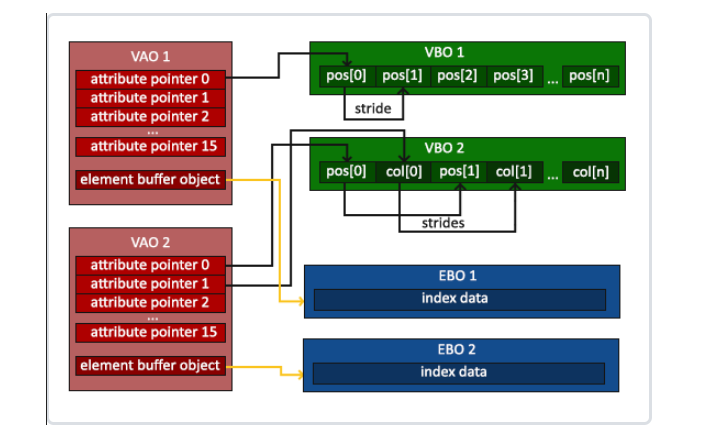 VAO 1
attribute pointer 0
attribute pointer 1
attribute pointer 2
...
attribute pointer 15
element buffer object
VBO 1
pos[0] pos[1] pos[2] pos[3] ... pos[n]
stride
VBO 2
pos[0] col[0] pos[1] col[1] ... col[n]
strides
VAO 2
attribute pointer 0
attribute pointer 1
attribute pointer 2
...
attribute pointer 15
element buffer object
EBO 1
index data
EBO 2
index data